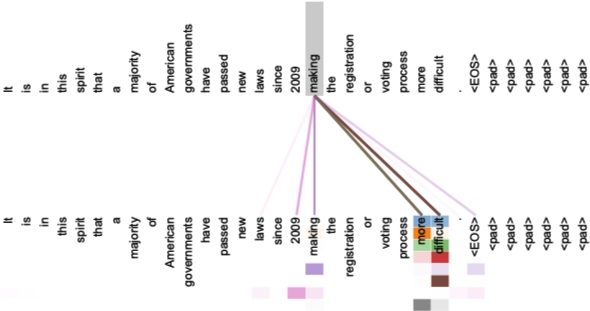 It is in this spirit that a majority of American governments have passed new laws since 2009 making the registration or voting process more difficult . <EOS> <pad> <pad> <pad> <pad> <pad> <pad>
It is in this spirit that a majority of American governments have passed new laws since 2009 making the registration or voting process more difficult . <EOS> <pad> <pad> <pad> <pad> <pad> <pad>